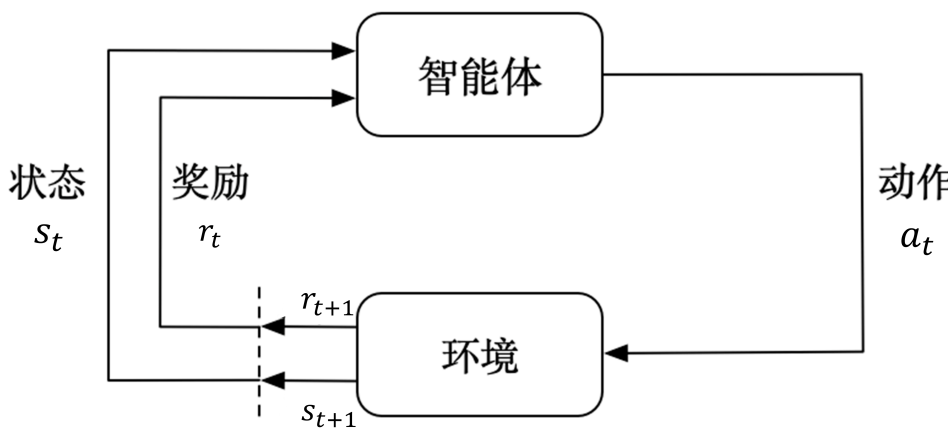 智能体
状态
s_t
奖励
r_t
动作
a_t
r_{t+1}
环境
s_{t+1}